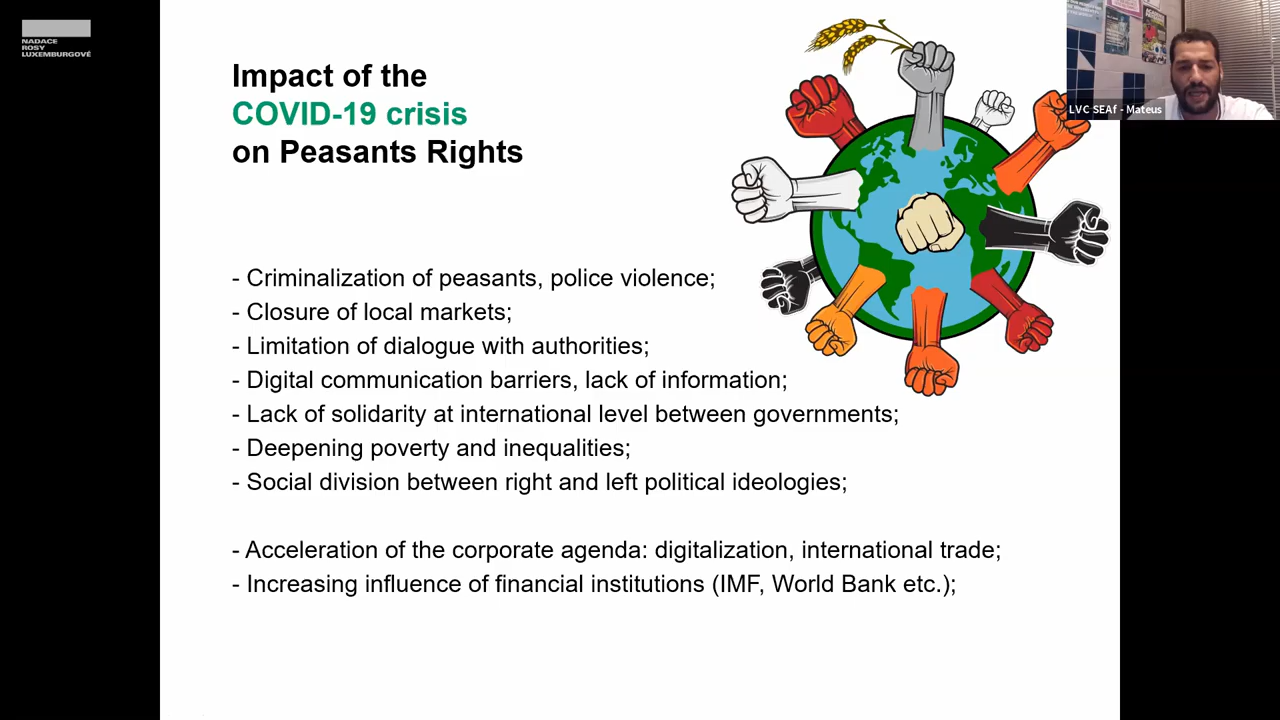 NADACE
ROSY
LUXEMBURGOVÉ
Impact of the
COVID-19 crisis
on Peasants Rights
LVC SEAf - Mateus
- Criminalization of peasants, police violence;
- Closure of local markets;
- Limitation of dialogue with authorities;
- Digital communication barriers, lack of information;
- Lack of solidarity at international level between governments;
- Deepening poverty and inequalities;
- Social division between right and left political ideologies;
- Acceleration of the corporate agenda: digitalization, international trade;
- Increasing influence of financial institutions (IMF, World Bank etc.);